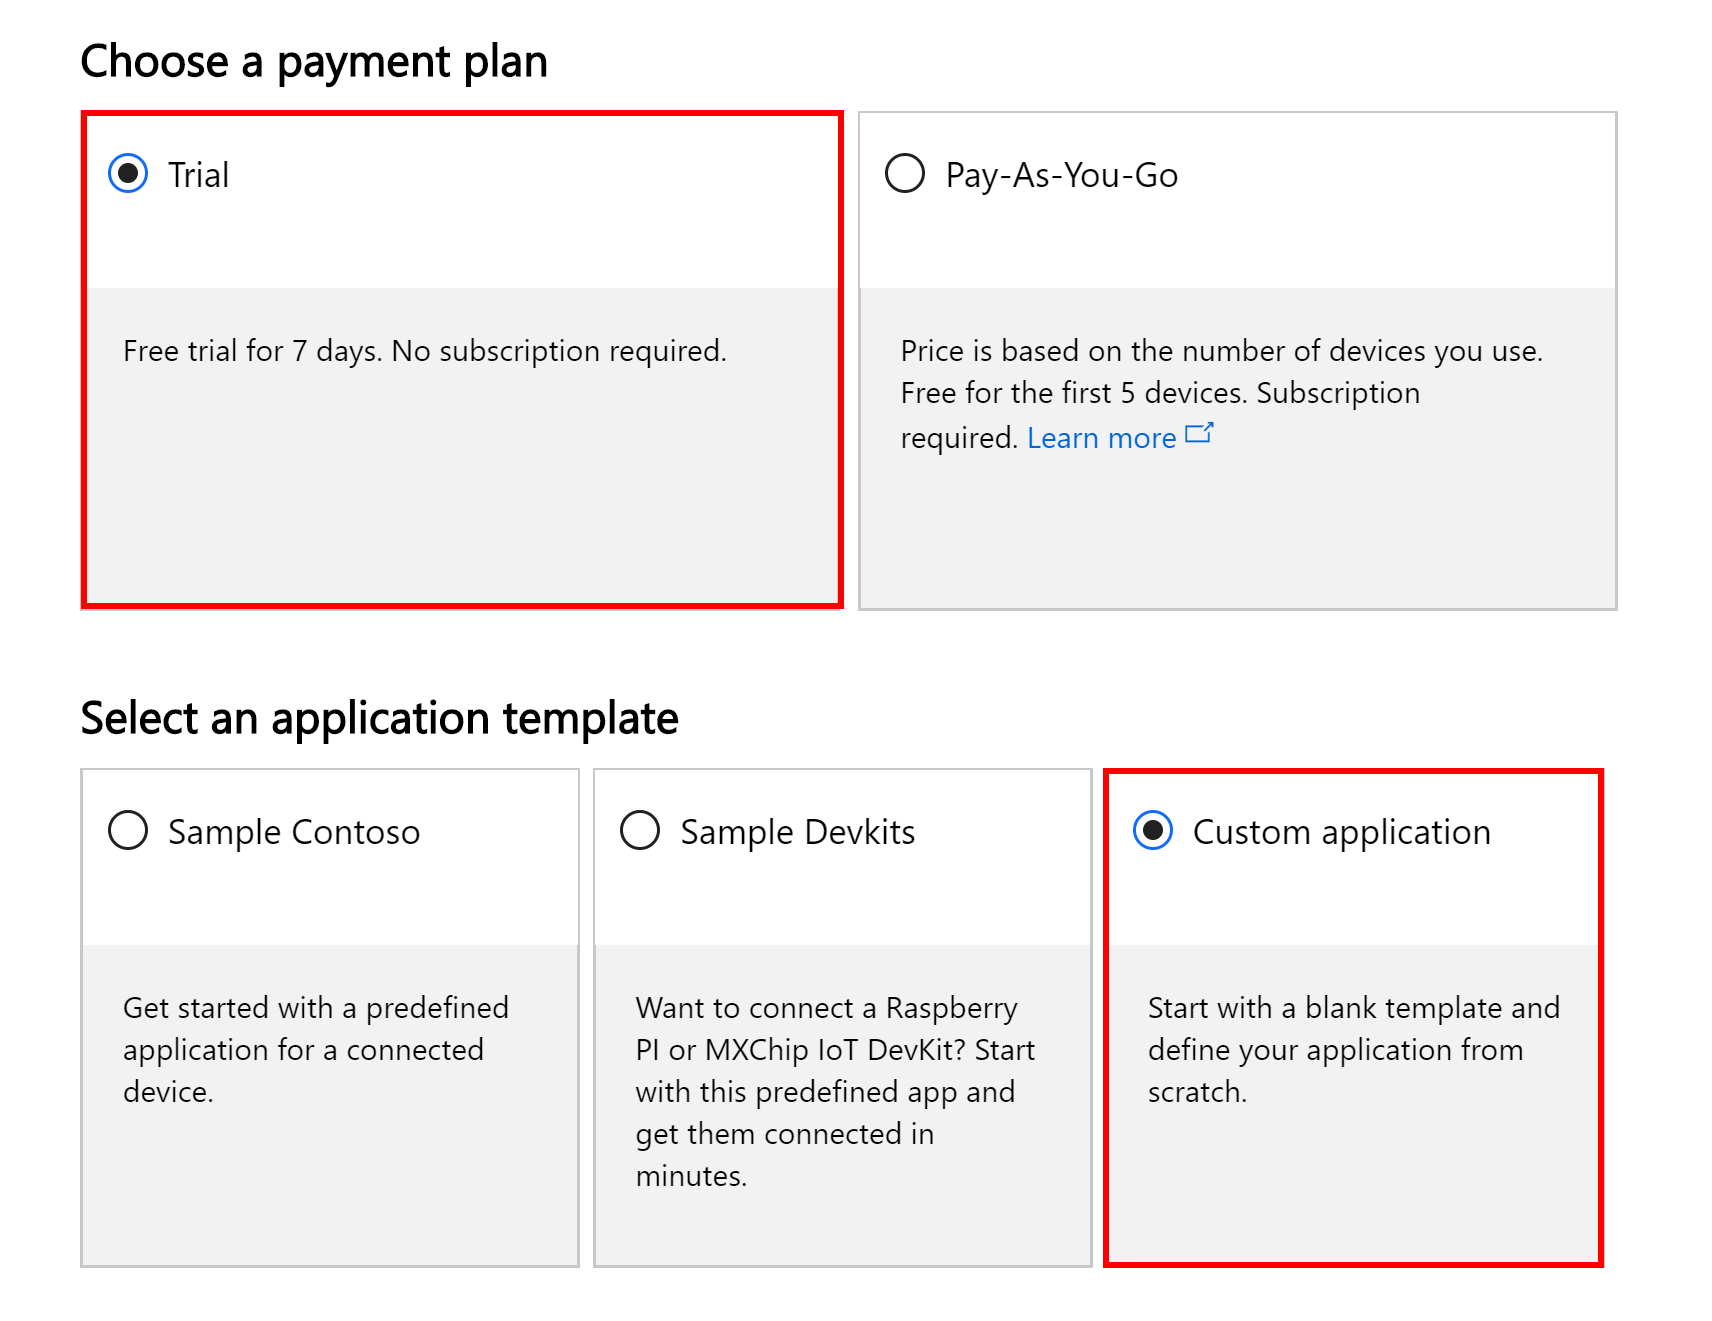 Choose a payment plan
Trial
Free trial for 7 days. No subscription required.
Pay-As-You-Go
Price is based on the number of devices you use.
Free for the first 5 devices. Subscription
required. Learn more
Select an application template
Sample Contoso
Get started with a predefined
application for a connected
device.
Sample Devkits
Want to connect a Raspberry
PI or MXChip IoT DevKit? Start
with this predefined app and
get them connected in
minutes.
Custom application
Start with a blank template and
define your application from
scratch.